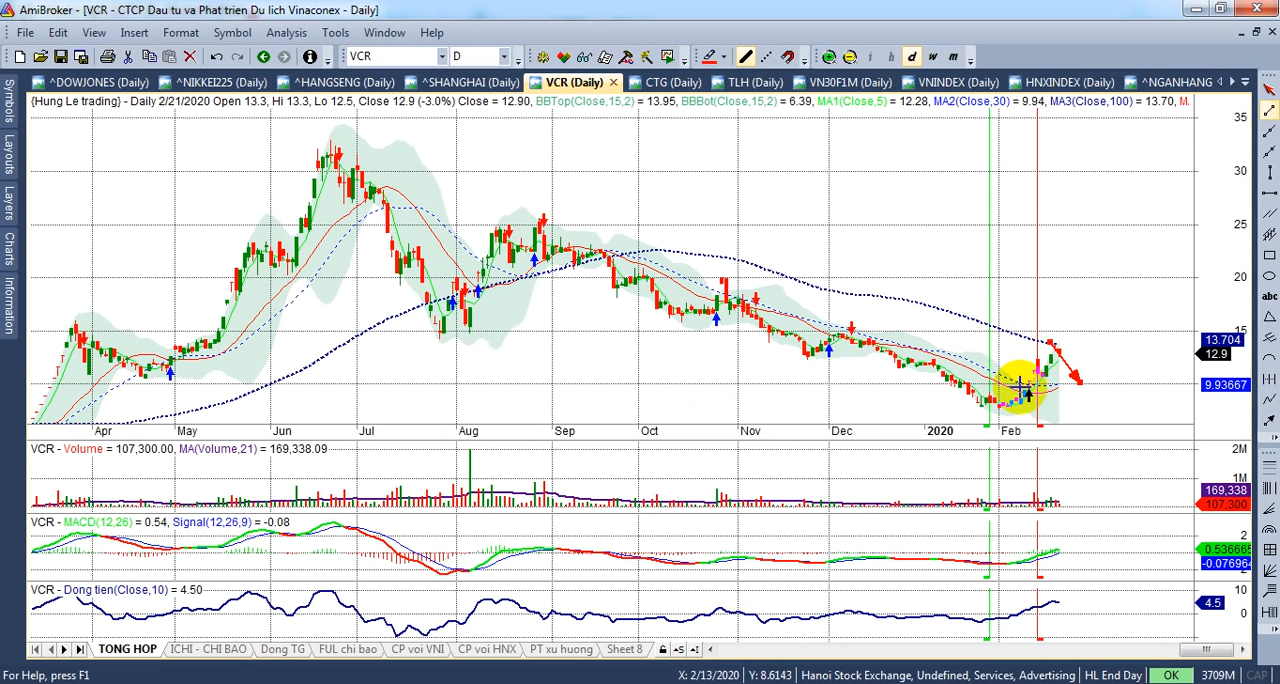 AmiBroker - [VCR - CTCP Dau tu va Phat trien Du lich Vinaconex - Daily]
File Edit View Insert Format Symbol Analysis Tools Window Help
VCR D i h d w m
^DOWJONES (Daily) ^NIKKEI225 (Daily) ^HANGSENG (Daily) ^SHANGHAI (Daily) VCR (Daily) CTG (Daily) TLH (Daily) VN30F1M (Daily) VNINDEX (Daily) HNXINDEX (Daily) ^NGANHANG
Symbols
Layouts
Layers
Charts
Information
{Hung Le trading} - Daily 2/21/2020 Open 13.3, Hi 13.3, Lo 12.5, Close 12.9 (-3.0%) Close = 12.90, BBTop(Close,15,2) = 13.95, BBBot(Close,15,2) = 6.39, MA1(Close,5) = 12.28, MA2(Close,30) = 9.94, MA3(Close,100) = 13.70,
35
30
25
20
15
13.704
12.9
9.93667
abc
Apr May Jun Jul Aug Sep Oct Nov Dec 2020 Feb
VCR - Volume = 107,300.00, MA(Volume,21) = 169,338.09
2M
1M
169,338
107,300
VCR - MACD(12,26) = 0.54, Signal(12,26,9) = -0.08
2
0.536665
-0.076964
VCR - Dong tien(Close,10) = 4.50
10
4.5
0
TONG HOP ICHI - CHI BAO Dong TG FUL chi bao CP voi VNI CP voi HNX PT xu huong Sheet 8
For Help, press F1 X: 2/13/2020 Y: 8.6143 Hanoi Stock Exchange, Undefined, Services, Advertising HL End Day OK 3709M CAP